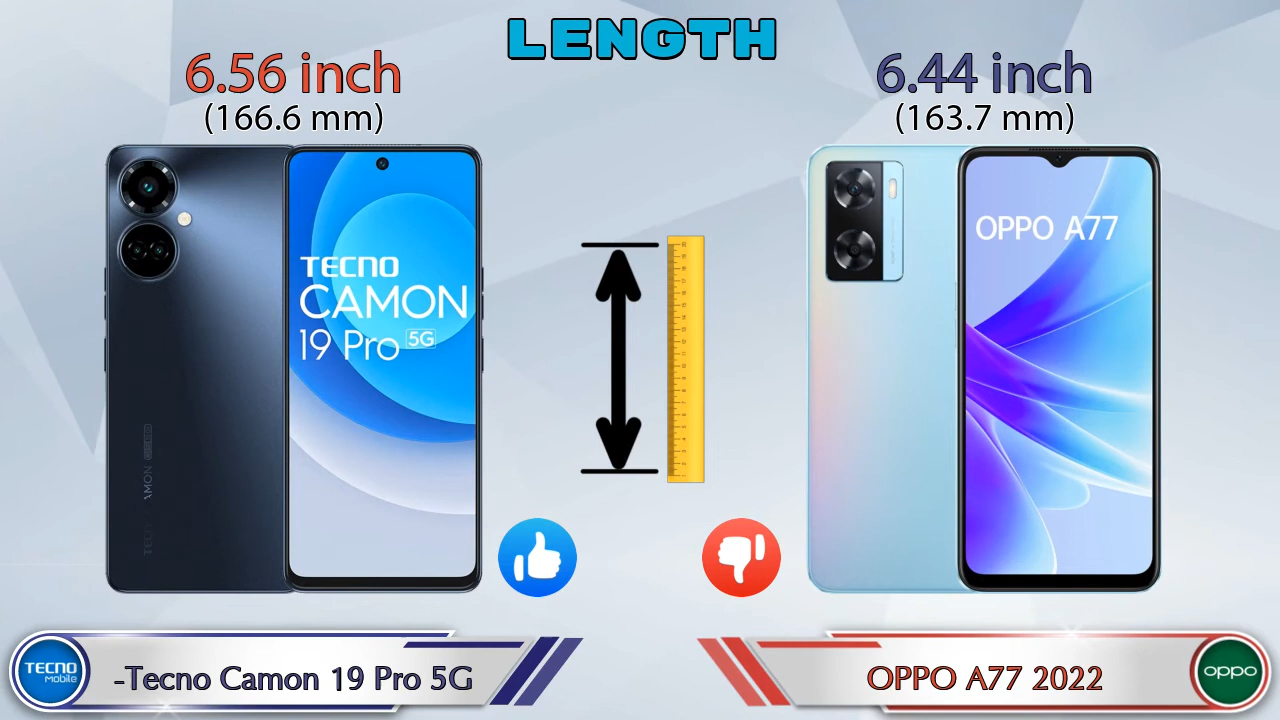 LENGTH
6.56 inch
(166.6 mm)
6.44 inch
(163.7 mm)
TECNO
CAMON
19 Pro 5G
OPPO A77
TECNO
mobile
-Tecno Camon 19 Pro 5G
OPPO A77 2022
oppo